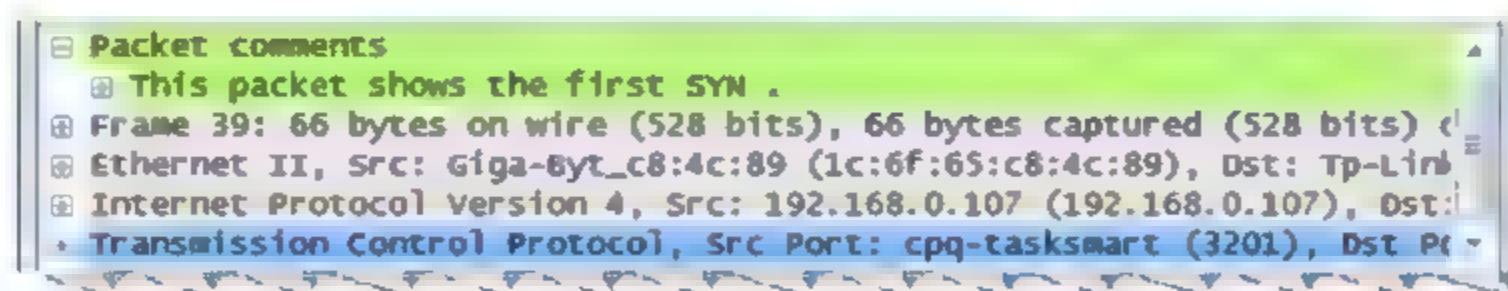 Packet comments
This packet shows the first SYN .
Frame 39: 66 bytes on wire (528 bits), 66 bytes captured (528 bits)
Ethernet II, Src: Giga-Byt_c8:4c:89 (1c:6f:65:c8:4c:89), Dst: Tp-Link
Internet Protocol Version 4, Src: 192.168.0.107 (192.168.0.107), Dst:
Transmission Control Protocol, Src Port: cpq-tasksmart (3201), Dst